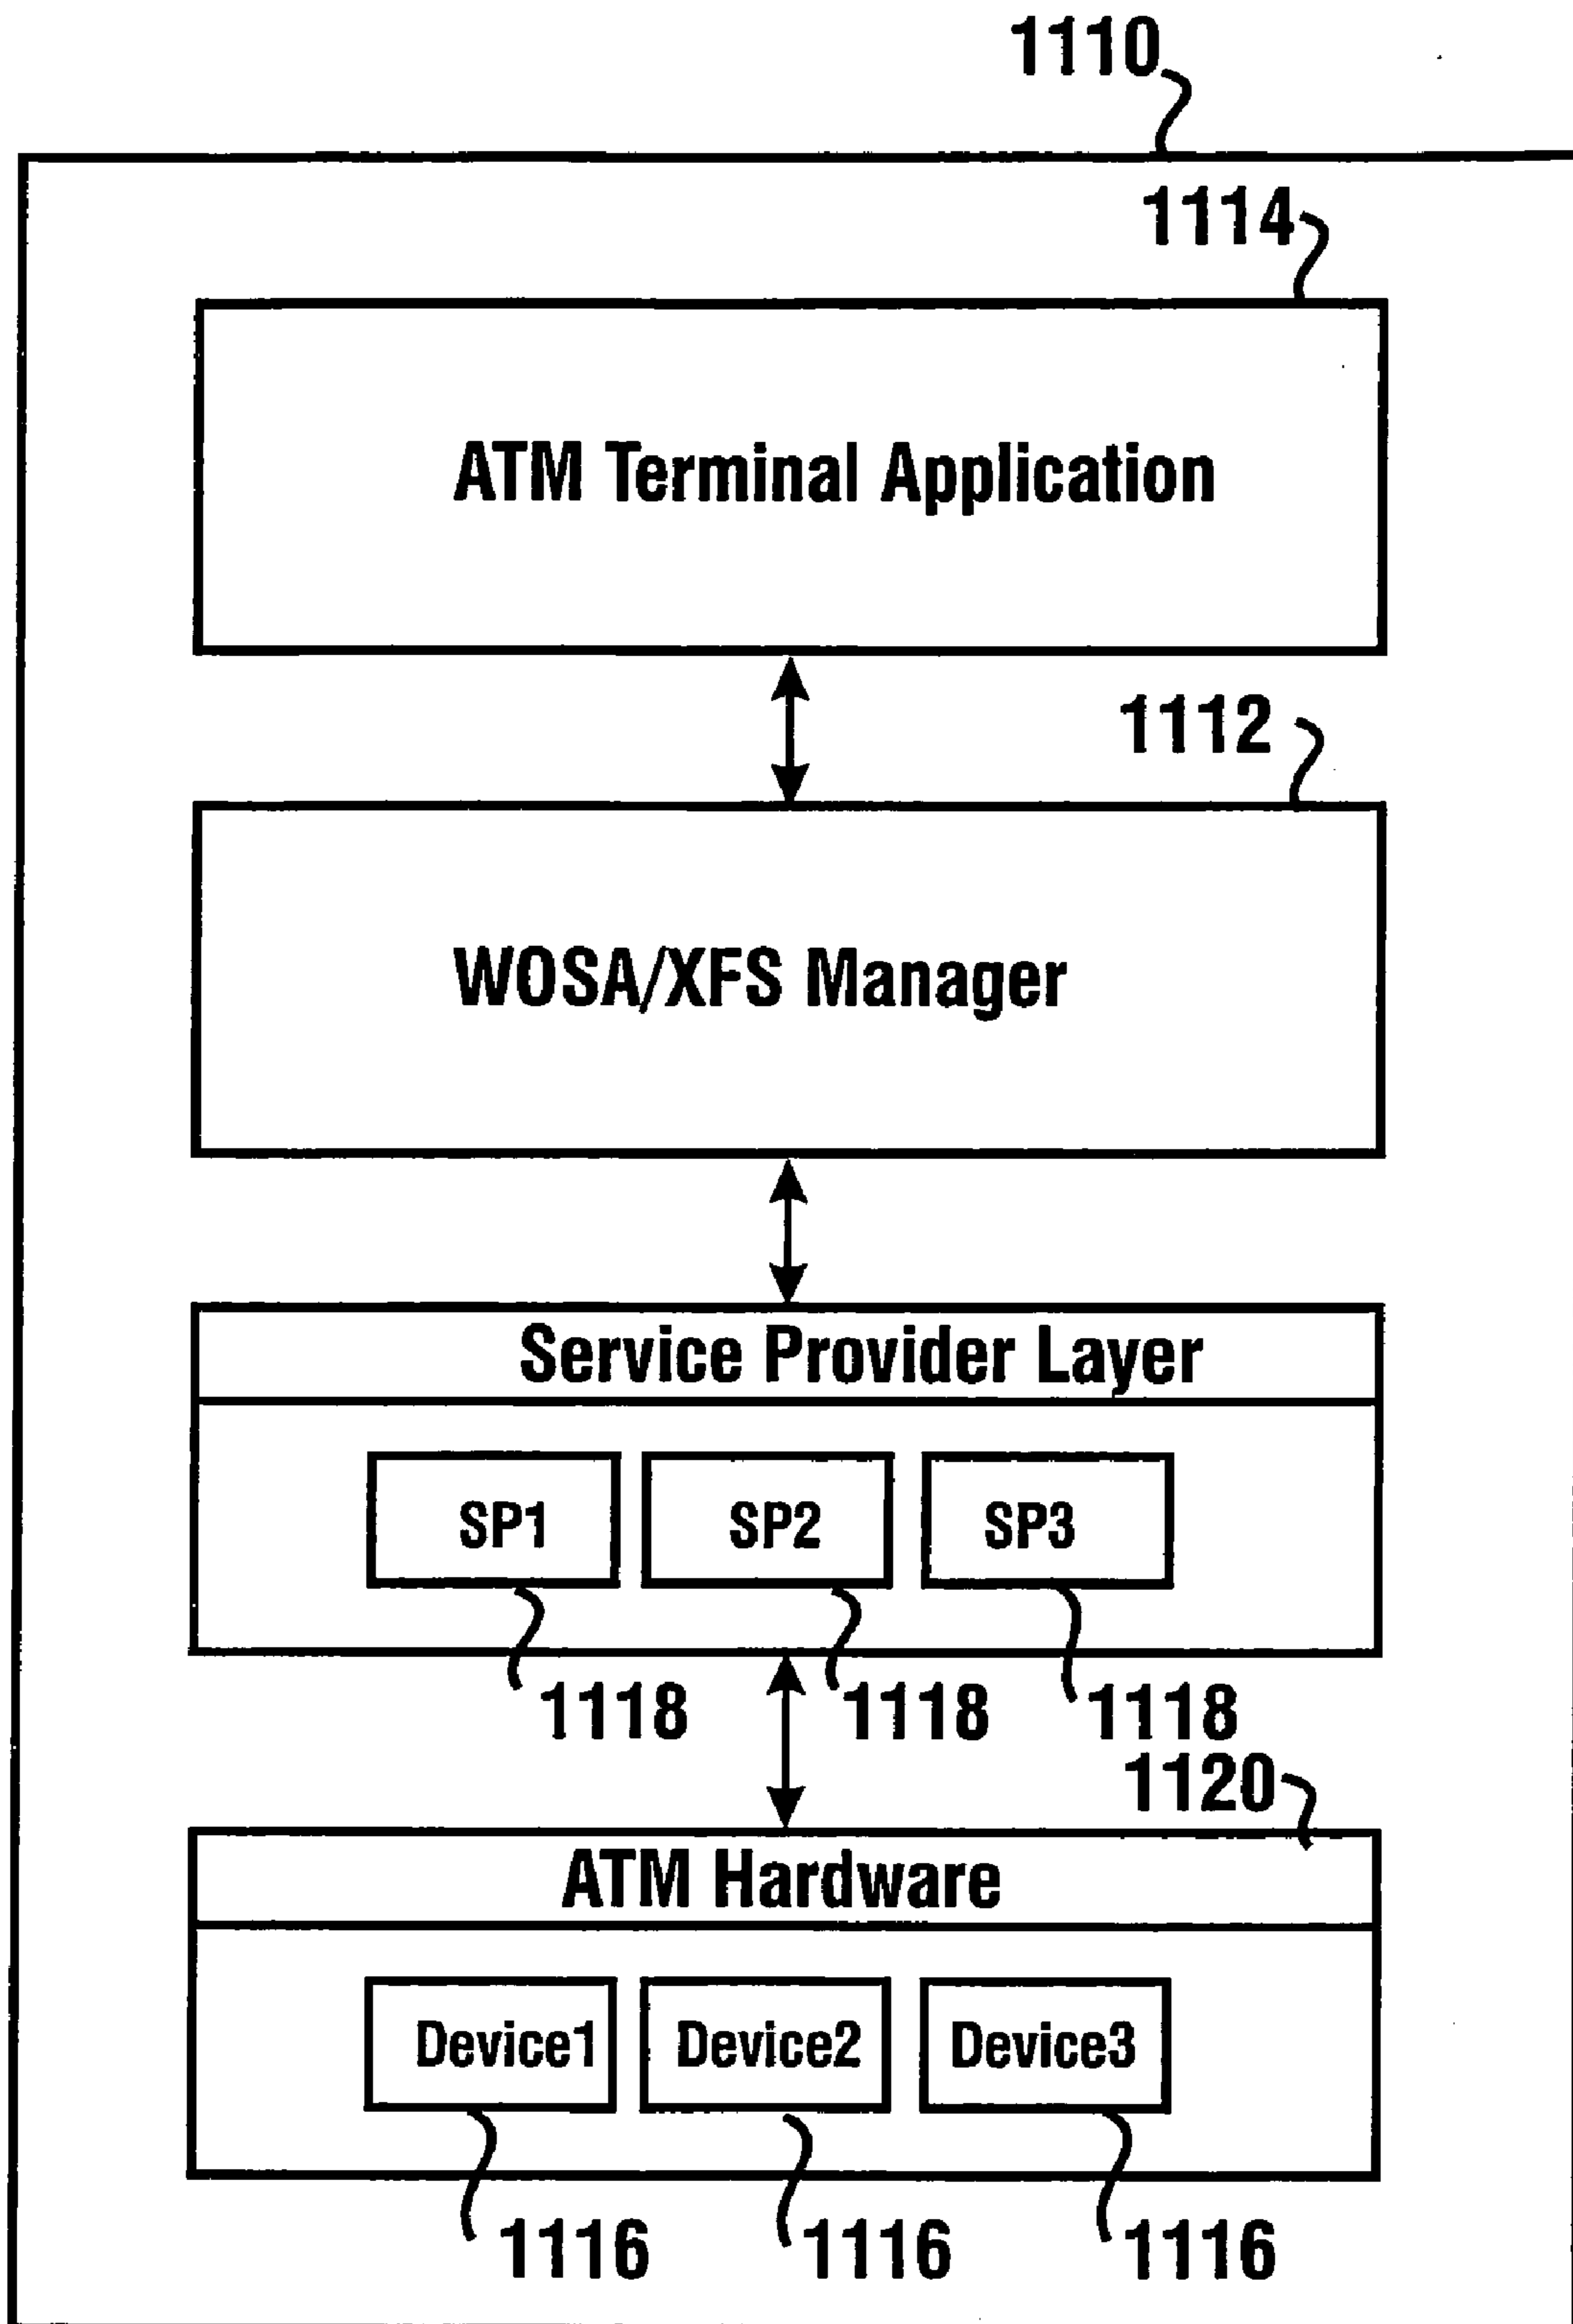 1110
1114
ATM Terminal Application
1112
WOSA/XFS Manager
Service Provider Layer
SP1 SP2 SP3
1118 1118 1118
1120
ATM Hardware
Device1 Device2 Device3
1116 1116 1116